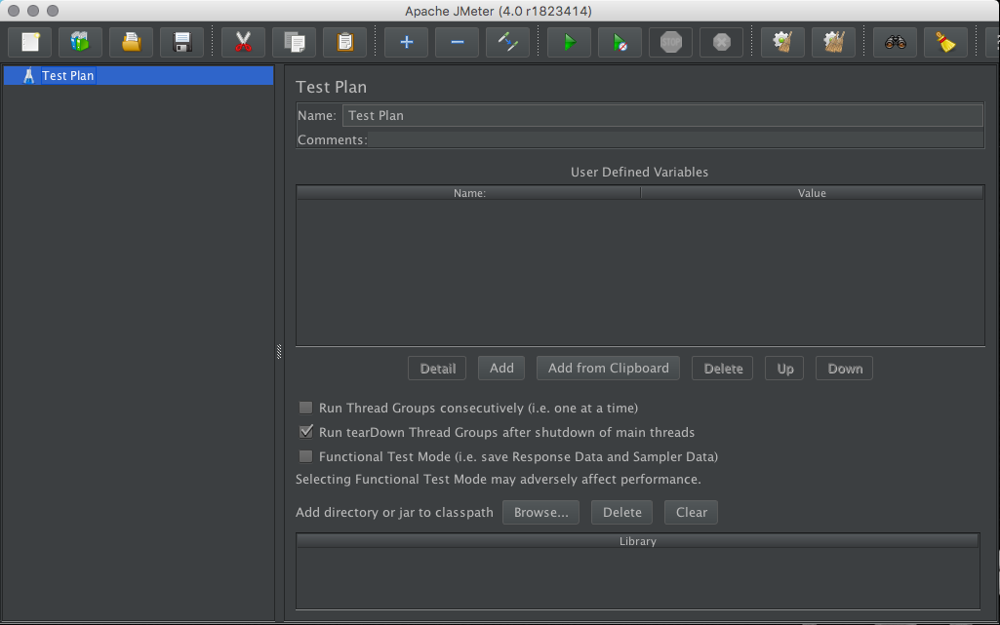 Apache JMeter (4.0 r1823414)
STOP
Test Plan
Test Plan
Name: Test Plan
Comments:
User Defined Variables
Name: Value
Detail Add Add from Clipboard Delete Up Down
Run Thread Groups consecutively (i.e. one at a time)
Run tearDown Thread Groups after shutdown of main threads
Functional Test Mode (i.e. save Response Data and Sampler Data)
Selecting Functional Test Mode may adversely affect performance.
Add directory or jar to classpath Browse... Delete Clear
Library